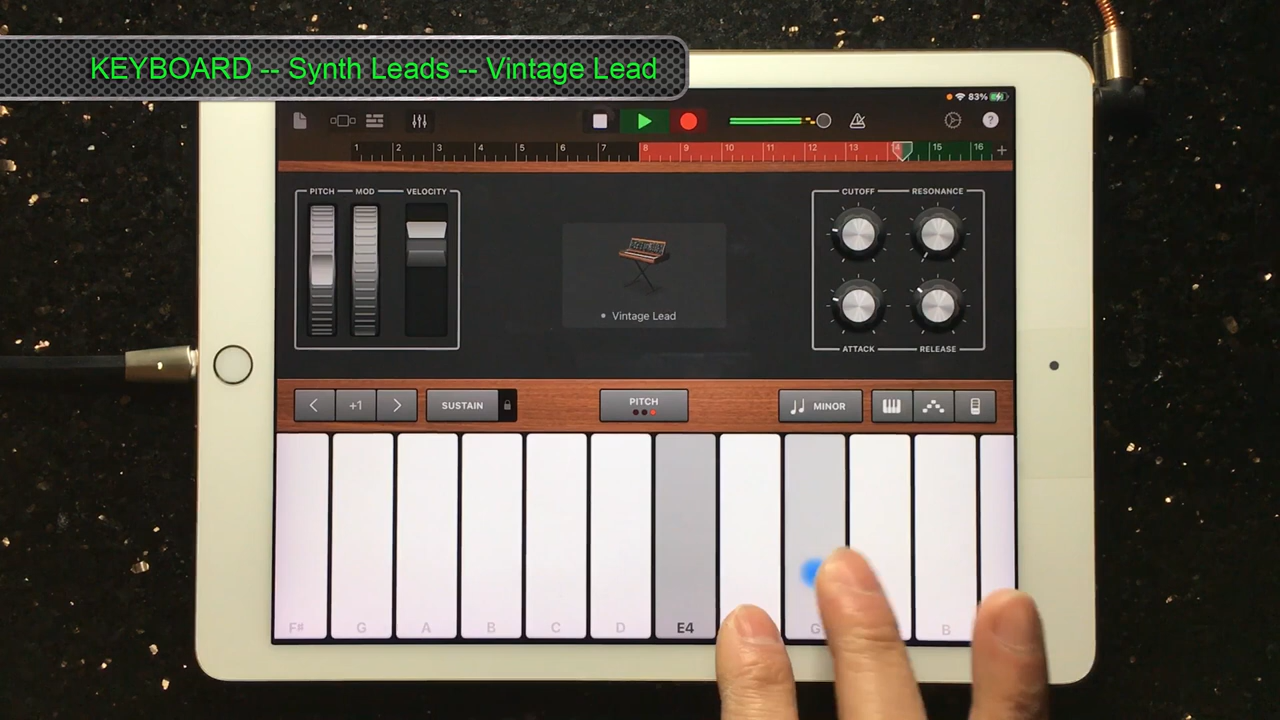 KEYBOARD -- Synth Leads -- Vintage Lead
83%
?
1 2 3 4 5 6 7 8 9 10 11 12 13 14 15 16 +
PITCH MOD VELOCITY
CUTOFF RESONANCE
Vintage Lead
ATTACK RELEASE
+1 SUSTAIN PITCH MINOR
F# G A B C D E4 G B